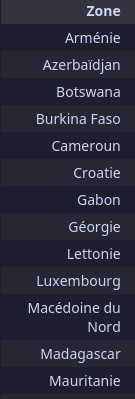 Zone
Arménie
Azerbaïdjan
Botswana
Burkina Faso
Cameroun
Croatie
Gabon
Géorgie
Lettonie
Luxembourg
Macédoine du
Nord
Madagascar
Mauritanie